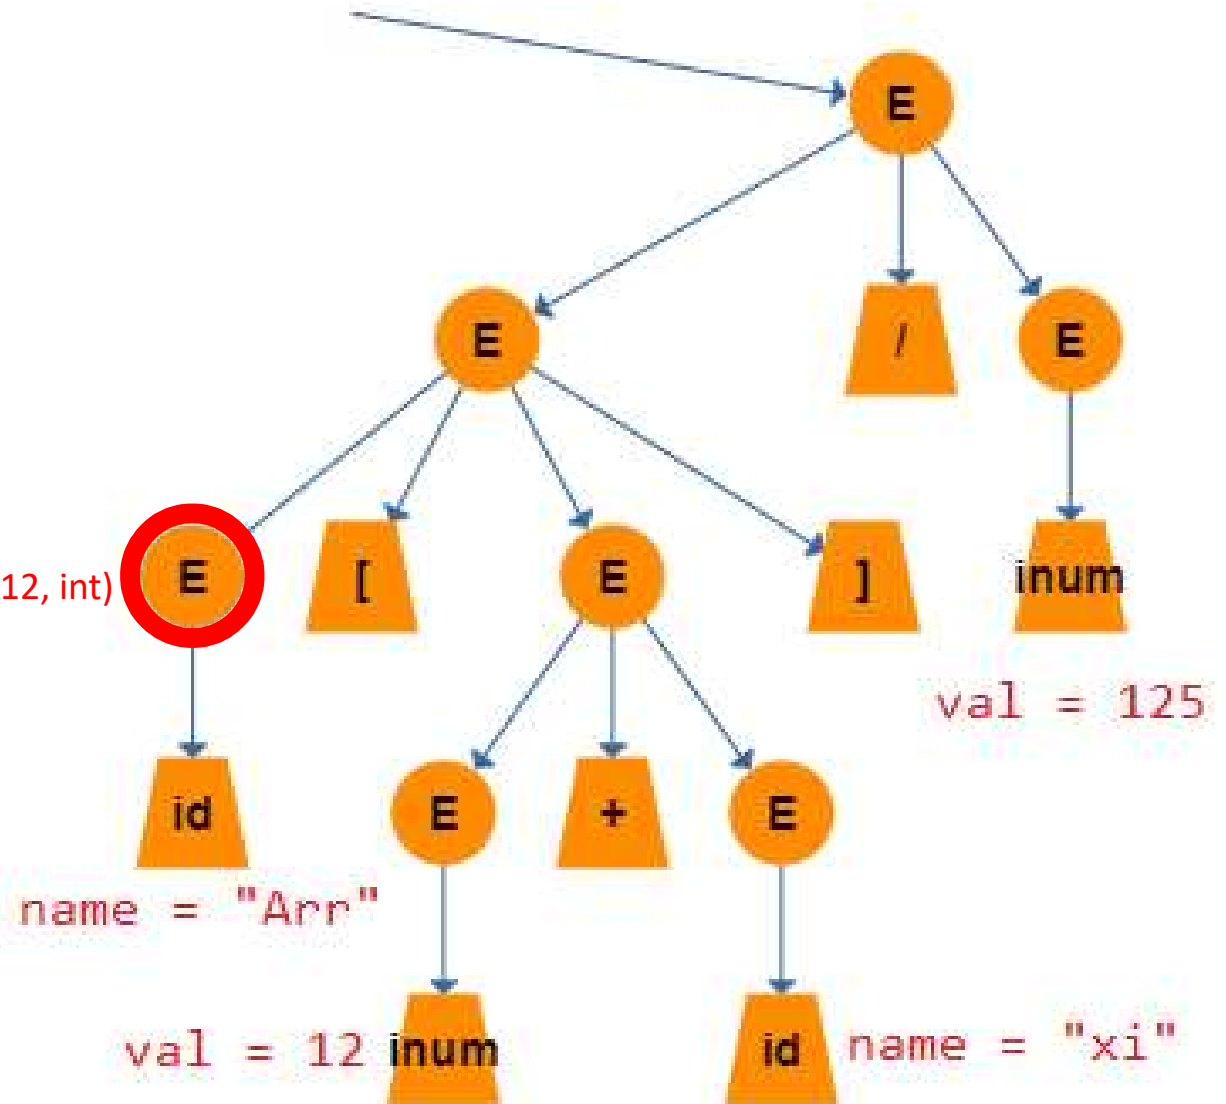 E
E / E
12, int) E [ E ] inum
val = 125
id E + E
name = "Arr"
val = 12 inum id name = "xi"